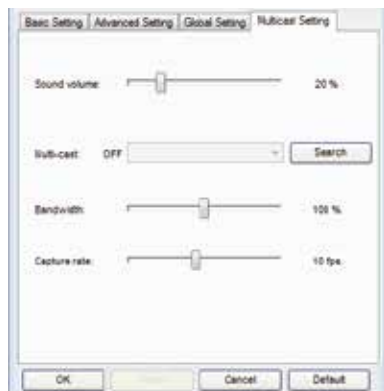 Basic Setting Advanced Setting Global Setting Multicast Setting
Sound volume: 20 %
Multi-cast: OFF Search
Bandwidth: 100 %
Capture rate: 10 fps
OK Cancel Default